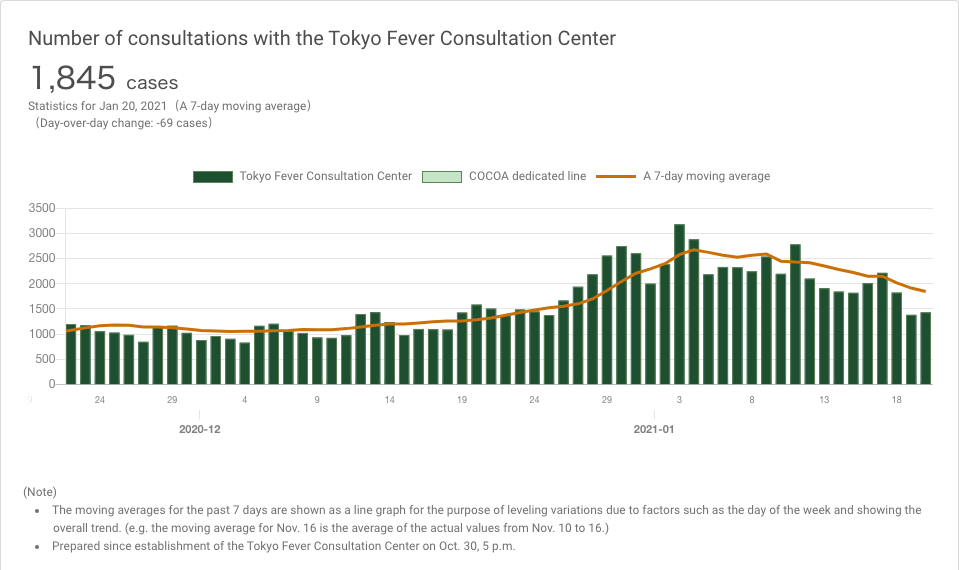 Number of consultations with the Tokyo Fever Consultation Center
1,845 cases
Statistics for Jan 20, 2021（A 7-day moving average）
（Day-over-day change: -69 cases）
Tokyo Fever Consultation Center COCOA dedicated line A 7-day moving average
3500
3000
2500
2000
1500
1000
500
0
24 29 4 9 14 19 24 29 3 8 13 18
2020-12 2021-01
(Note)
• The moving averages for the past 7 days are shown as a line graph for the purpose of leveling variations due to factors such as the day of the week and showing the
overall trend. (e.g. the moving average for Nov. 16 is the average of the actual values from Nov. 10 to 16.)
• Prepared since establishment of the Tokyo Fever Consultation Center on Oct. 30, 5 p.m.